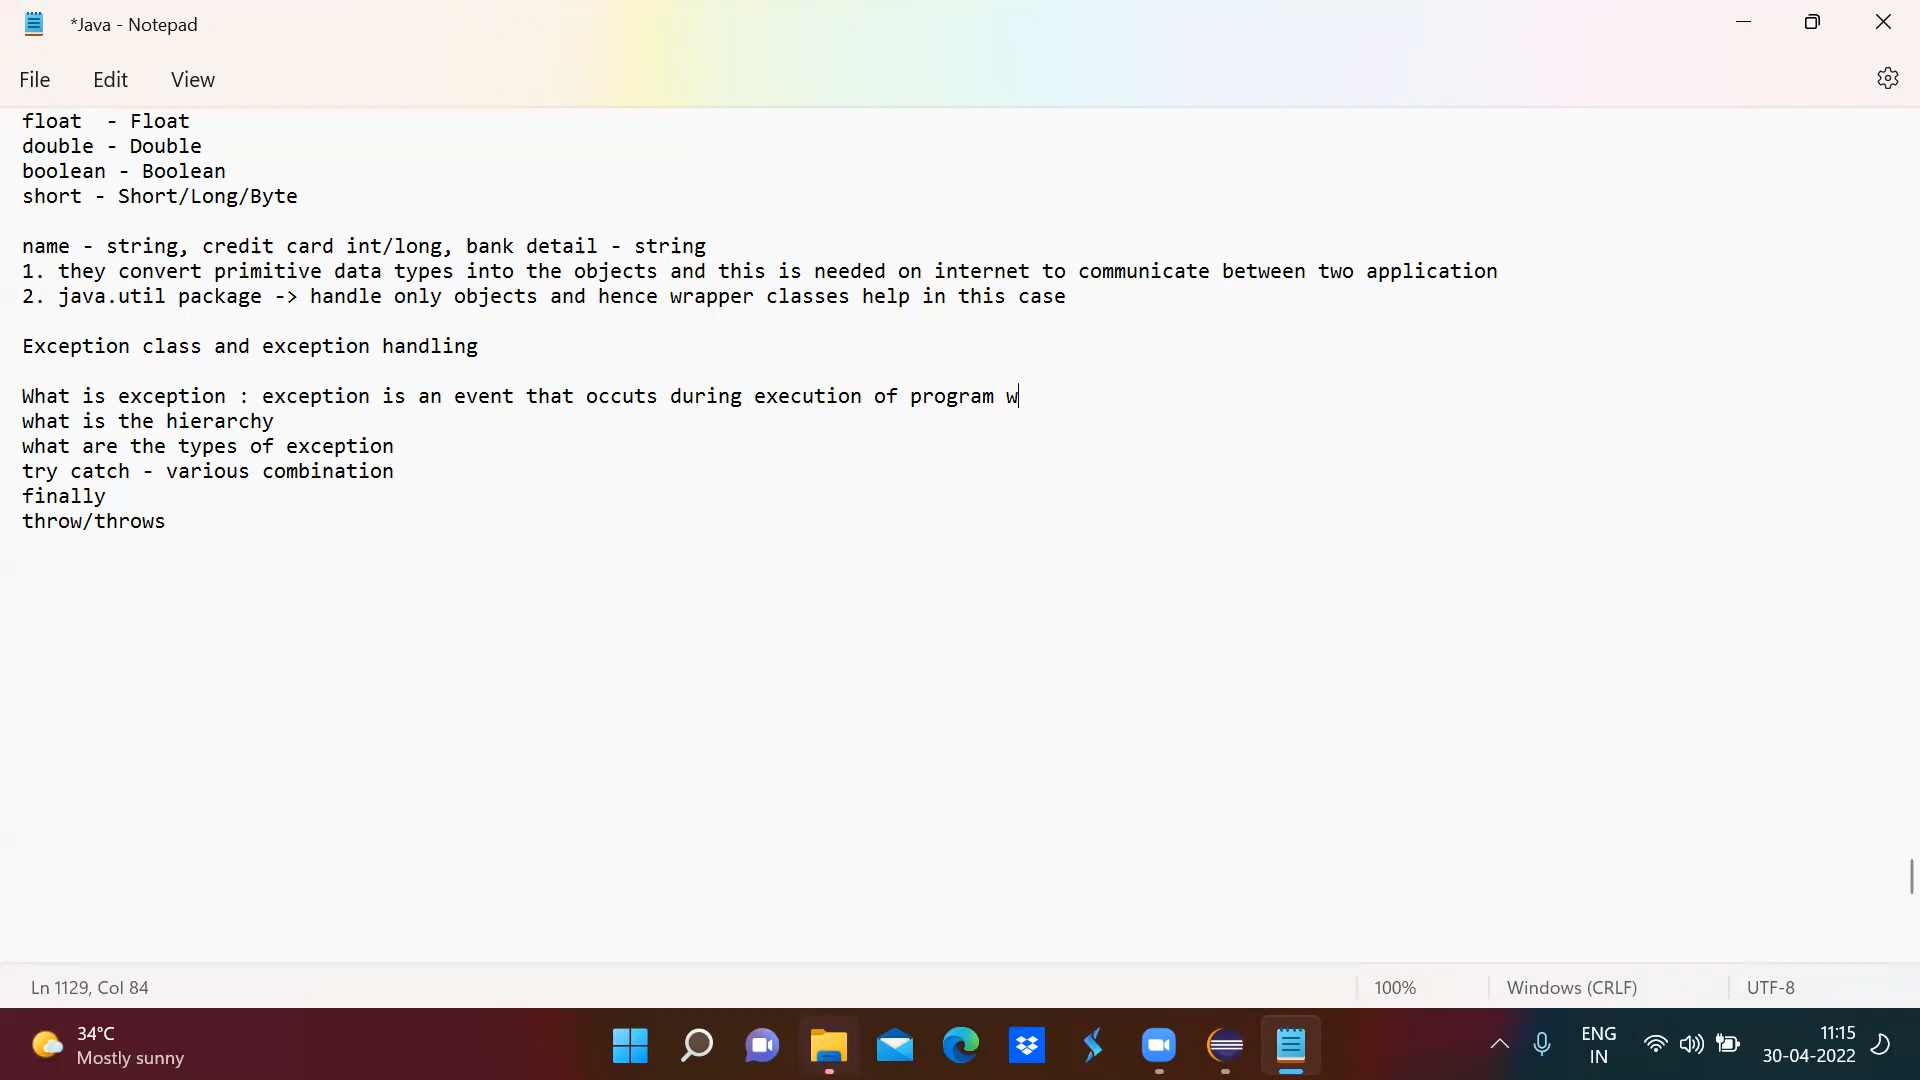 *Java - Notepad
File Edit View
float  - Float
double - Double
boolean - Boolean
short - Short/Long/Byte
name - string, credit card int/long, bank detail - string
1. they convert primitive data types into the objects and this is needed on internet to communicate between two application
2. java.util package -> handle only objects and hence wrapper classes help in this case
Exception class and exception handling
What is exception : exception is an event that occuts during execution of program w
what is the hierarchy
what are the types of exception
try catch - various combination
finally
throw/throws
Ln 1129, Col 84 100% Windows (CRLF) UTF-8
34°C
Mostly sunny
ENG
IN
11:15
30-04-2022